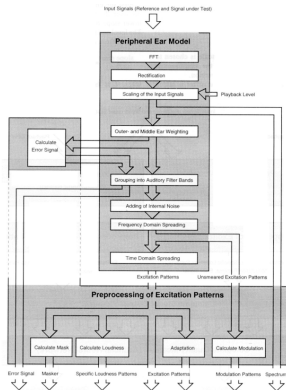 Input Signals (Reference and Signal under Test)
Peripheral Ear Model
FFT
Rectification
Scaling of the Input Signals
Playback Level
Outer- and Middle Ear Weighting
Calculate
Error Signal
Grouping into Auditory Filter Bands
Adding of Internal Noise
Frequency Domain Spreading
Time Domain Spreading
Excitation Patterns
Unsmeared Excitation Patterns
Preprocessing of Excitation Patterns
Calculate Mask
Calculate Loudness
Adaptation
Calculate Modulation
Error Signal
Masker
Specific Loudness Patterns
Excitation Patterns
Modulation Patterns
Spectrum